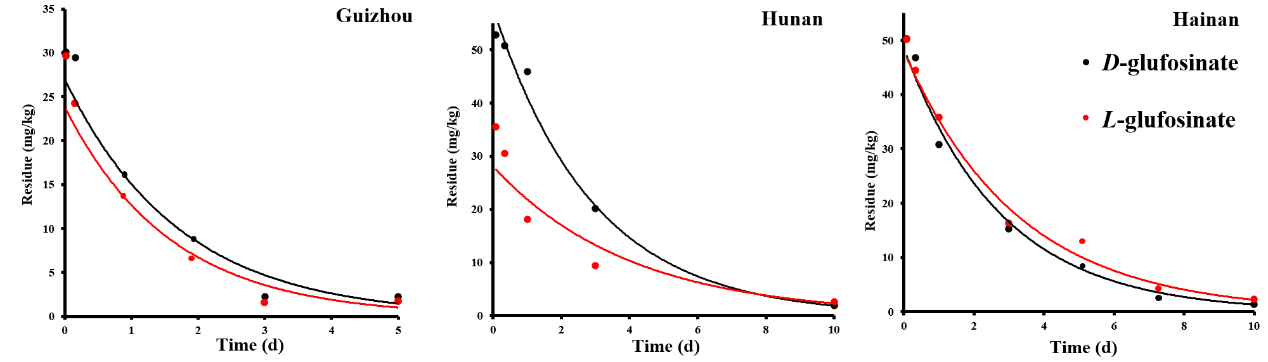 Guizhou
35
30
25
20
15
10
5
0
Residue (mg/kg)
0 1 2 3 4 5
Time (d)
Hunan
50
40
30
20
10
0
Residue (mg/kg)
0 2 4 6 8 10
Time (d)
Hainan
D-glufosinate
L-glufosinate
50
40
30
20
10
0
Residue (mg/kg)
0 2 4 6 8 10
Time (d)